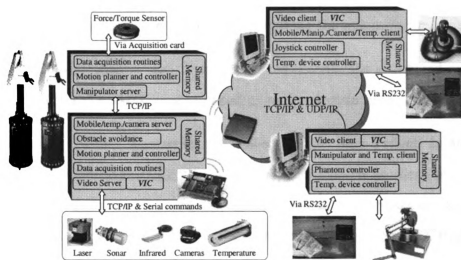 Force/Torque Sensor
Via Acquisition card
Data acquisition routines
Motion planner and controller
Manipulator server
Shared Memory
TCP/IP
Mobile/temp./camera server
Obstacle avoidance
Motion planner and controller
Data acquisition routines
Video Server VIC
Shared Memory
TCP/IP & Serial commands
Laser Sonar Infrared Cameras Temperature
Internet
TCP/IP & UDP/IP
Video client VIC
Mobile/Manip./Camera/Temp. client
Joystick controller
Temp. device controller
Shared Memory
Via RS232
Video client VIC
Manipulator and Temp. client
Phantom controller
Temp. device controller
Shared Memory
Via RS232